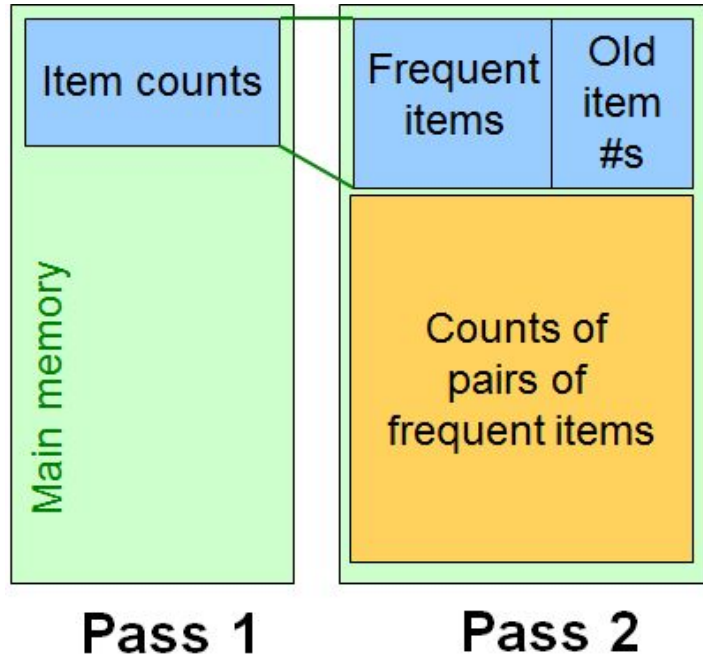 Item counts
Main memory
Frequent
items
Old
item
#s
Counts of
pairs of
frequent items
Pass 1
Pass 2